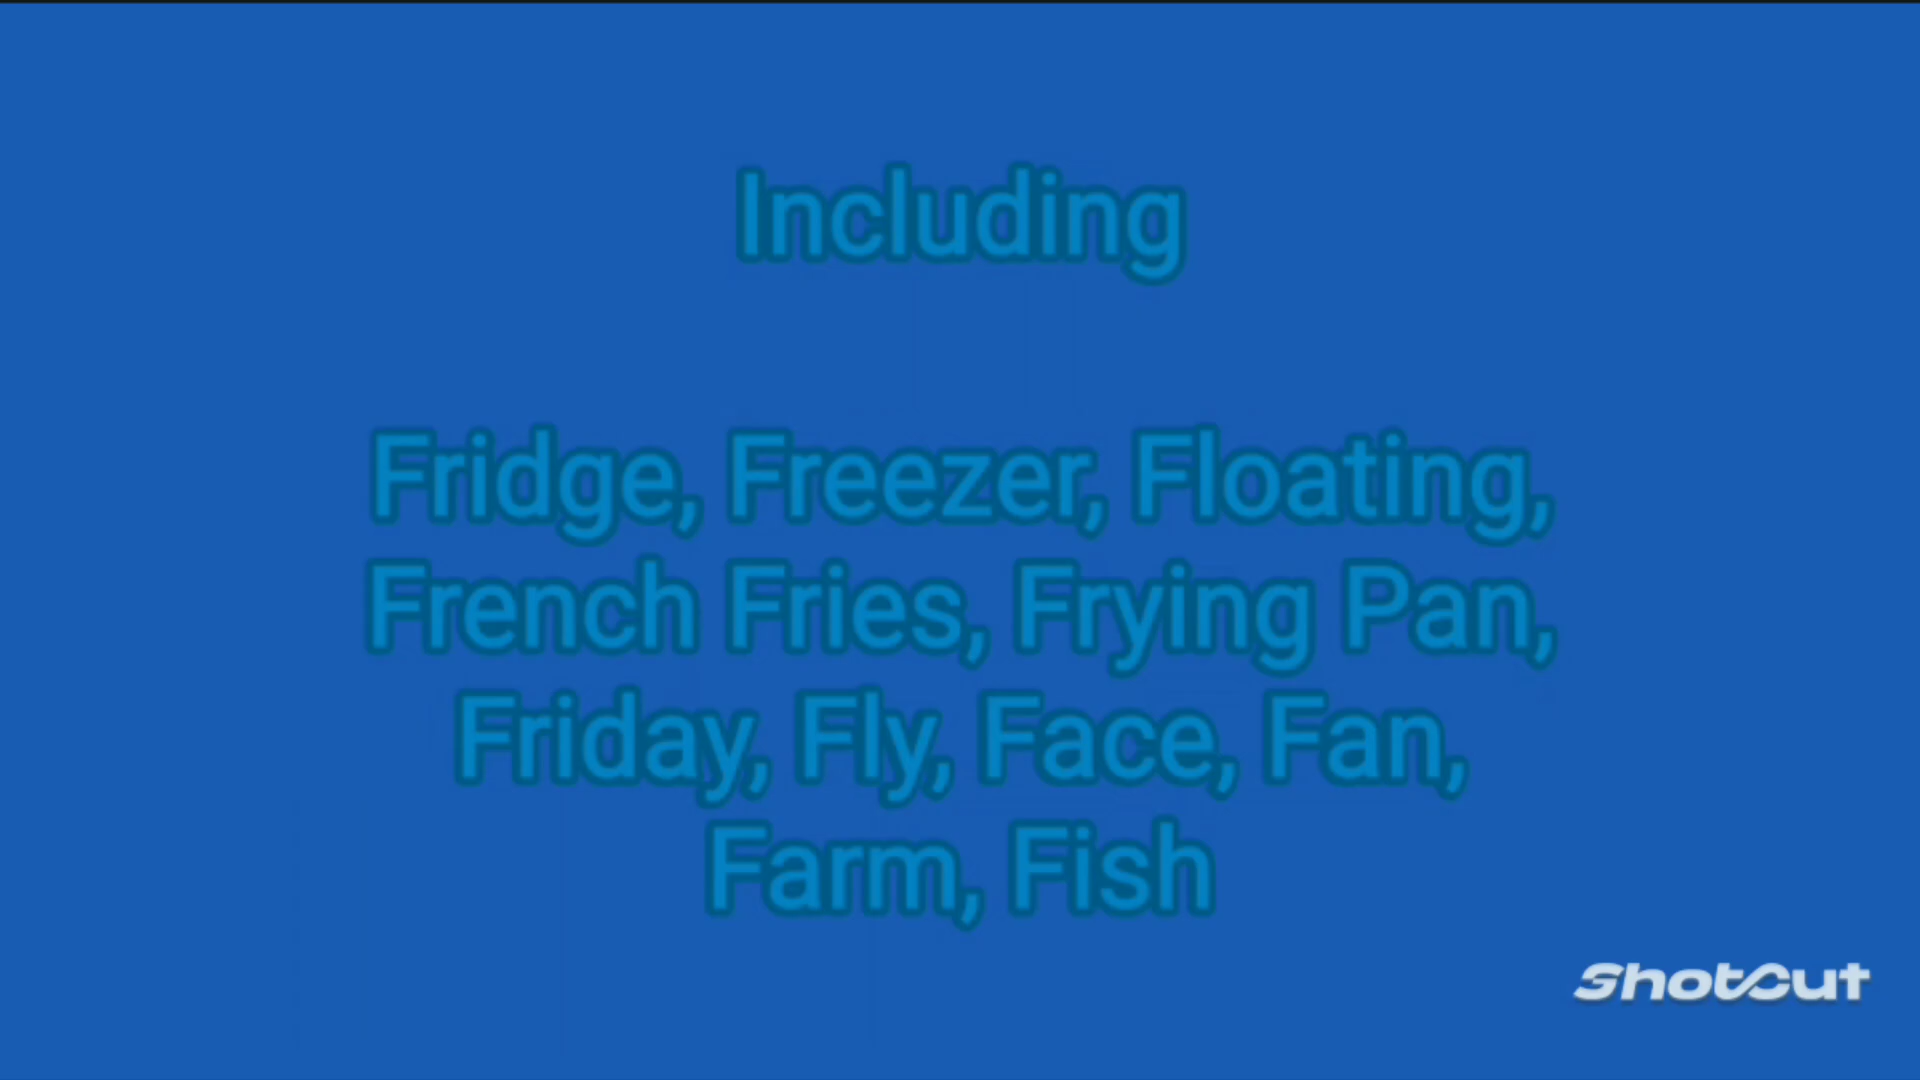 Including
Fridge, Freezer, Floating,
French Fries, Frying Pan,
Friday, Fly, Face, Fan,
Farm, Fish
ShotCut